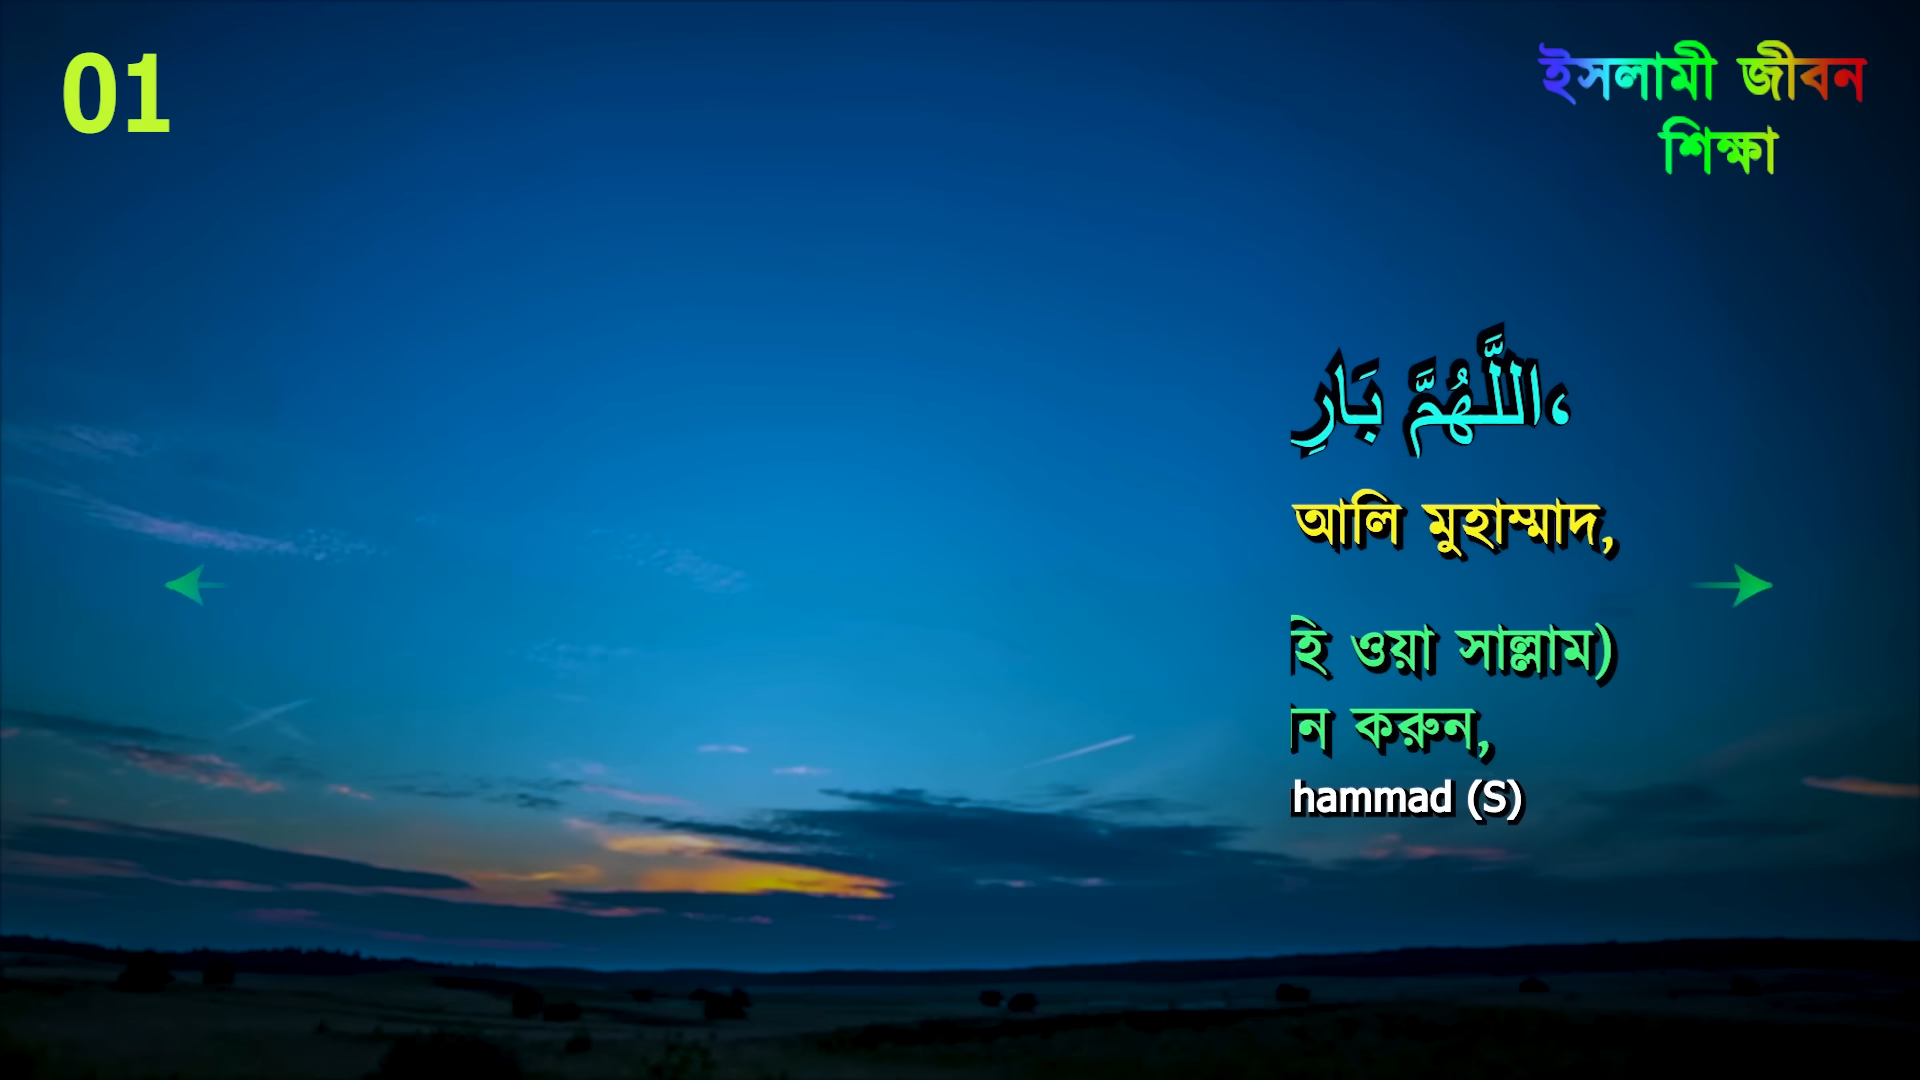 01
ইসলামী জীবন
শিক্ষা
،اللَّهُمَّ بَارِ
আলি মুহাম্মাদ,
হি ওয়া সাল্লাম)
ন করুন,
hammad (S)